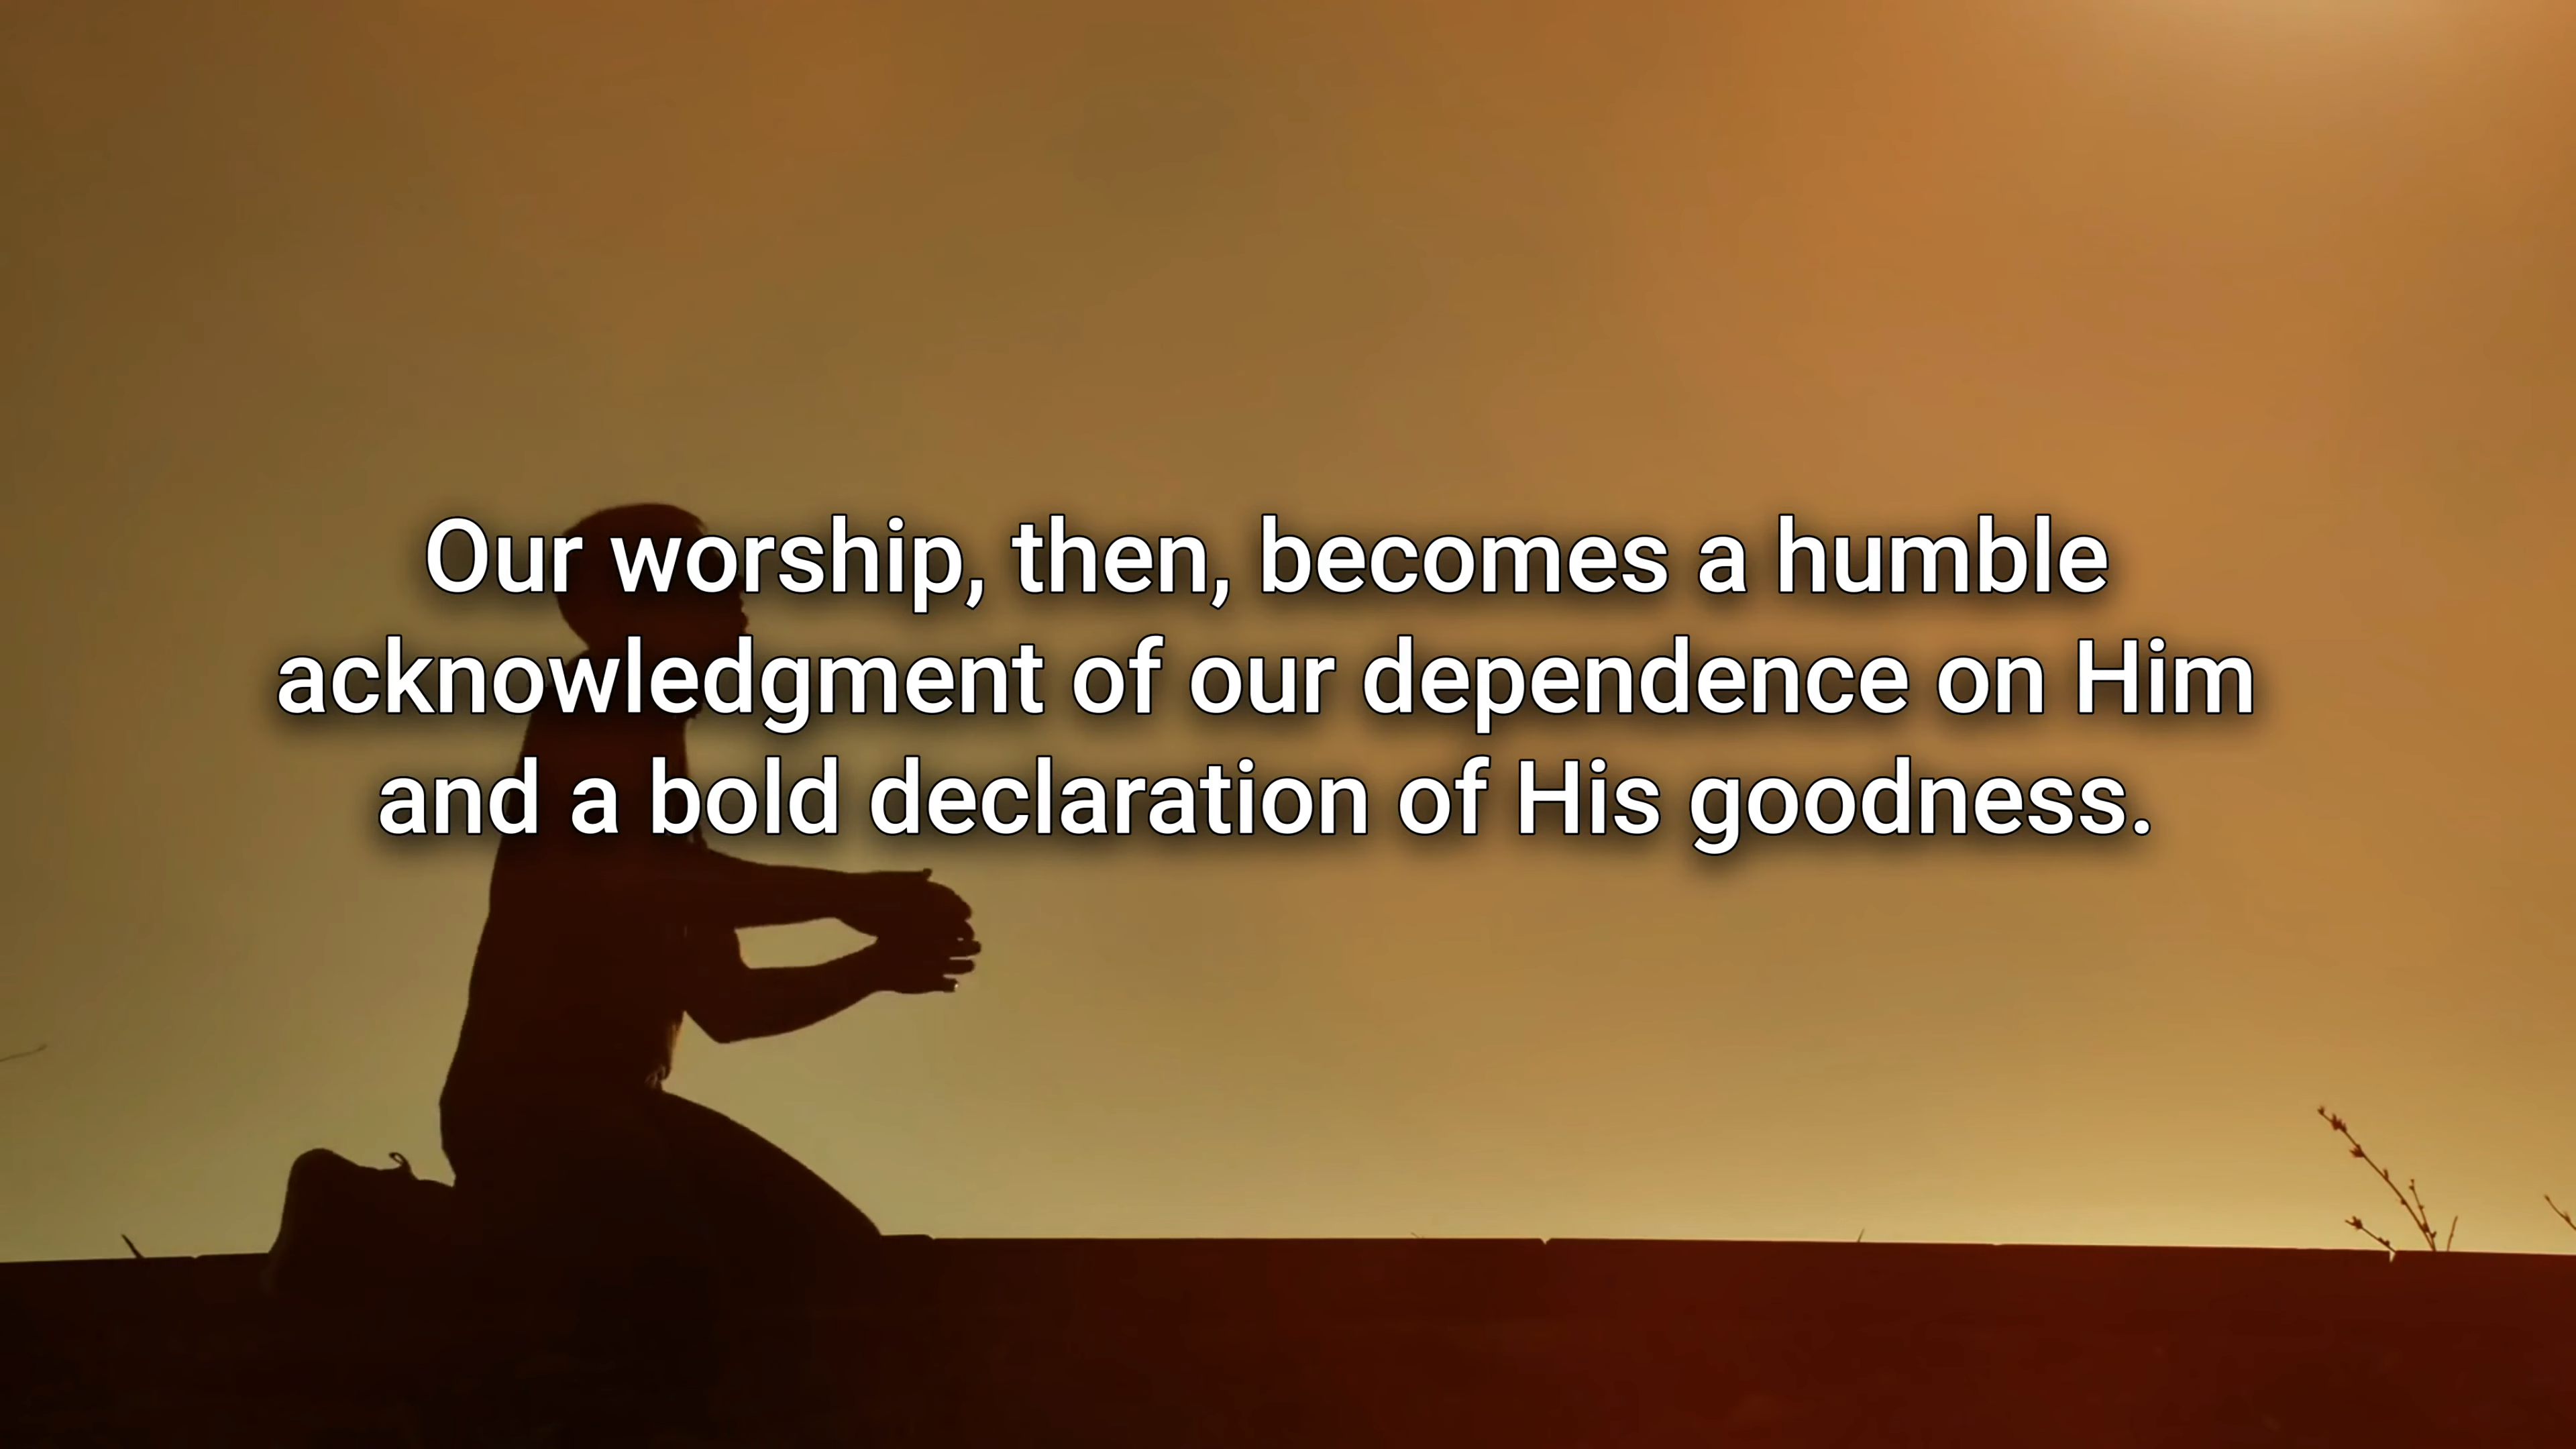 Our worship, then, becomes a humble
acknowledgment of our dependence on Him
and a bold declaration of His goodness.